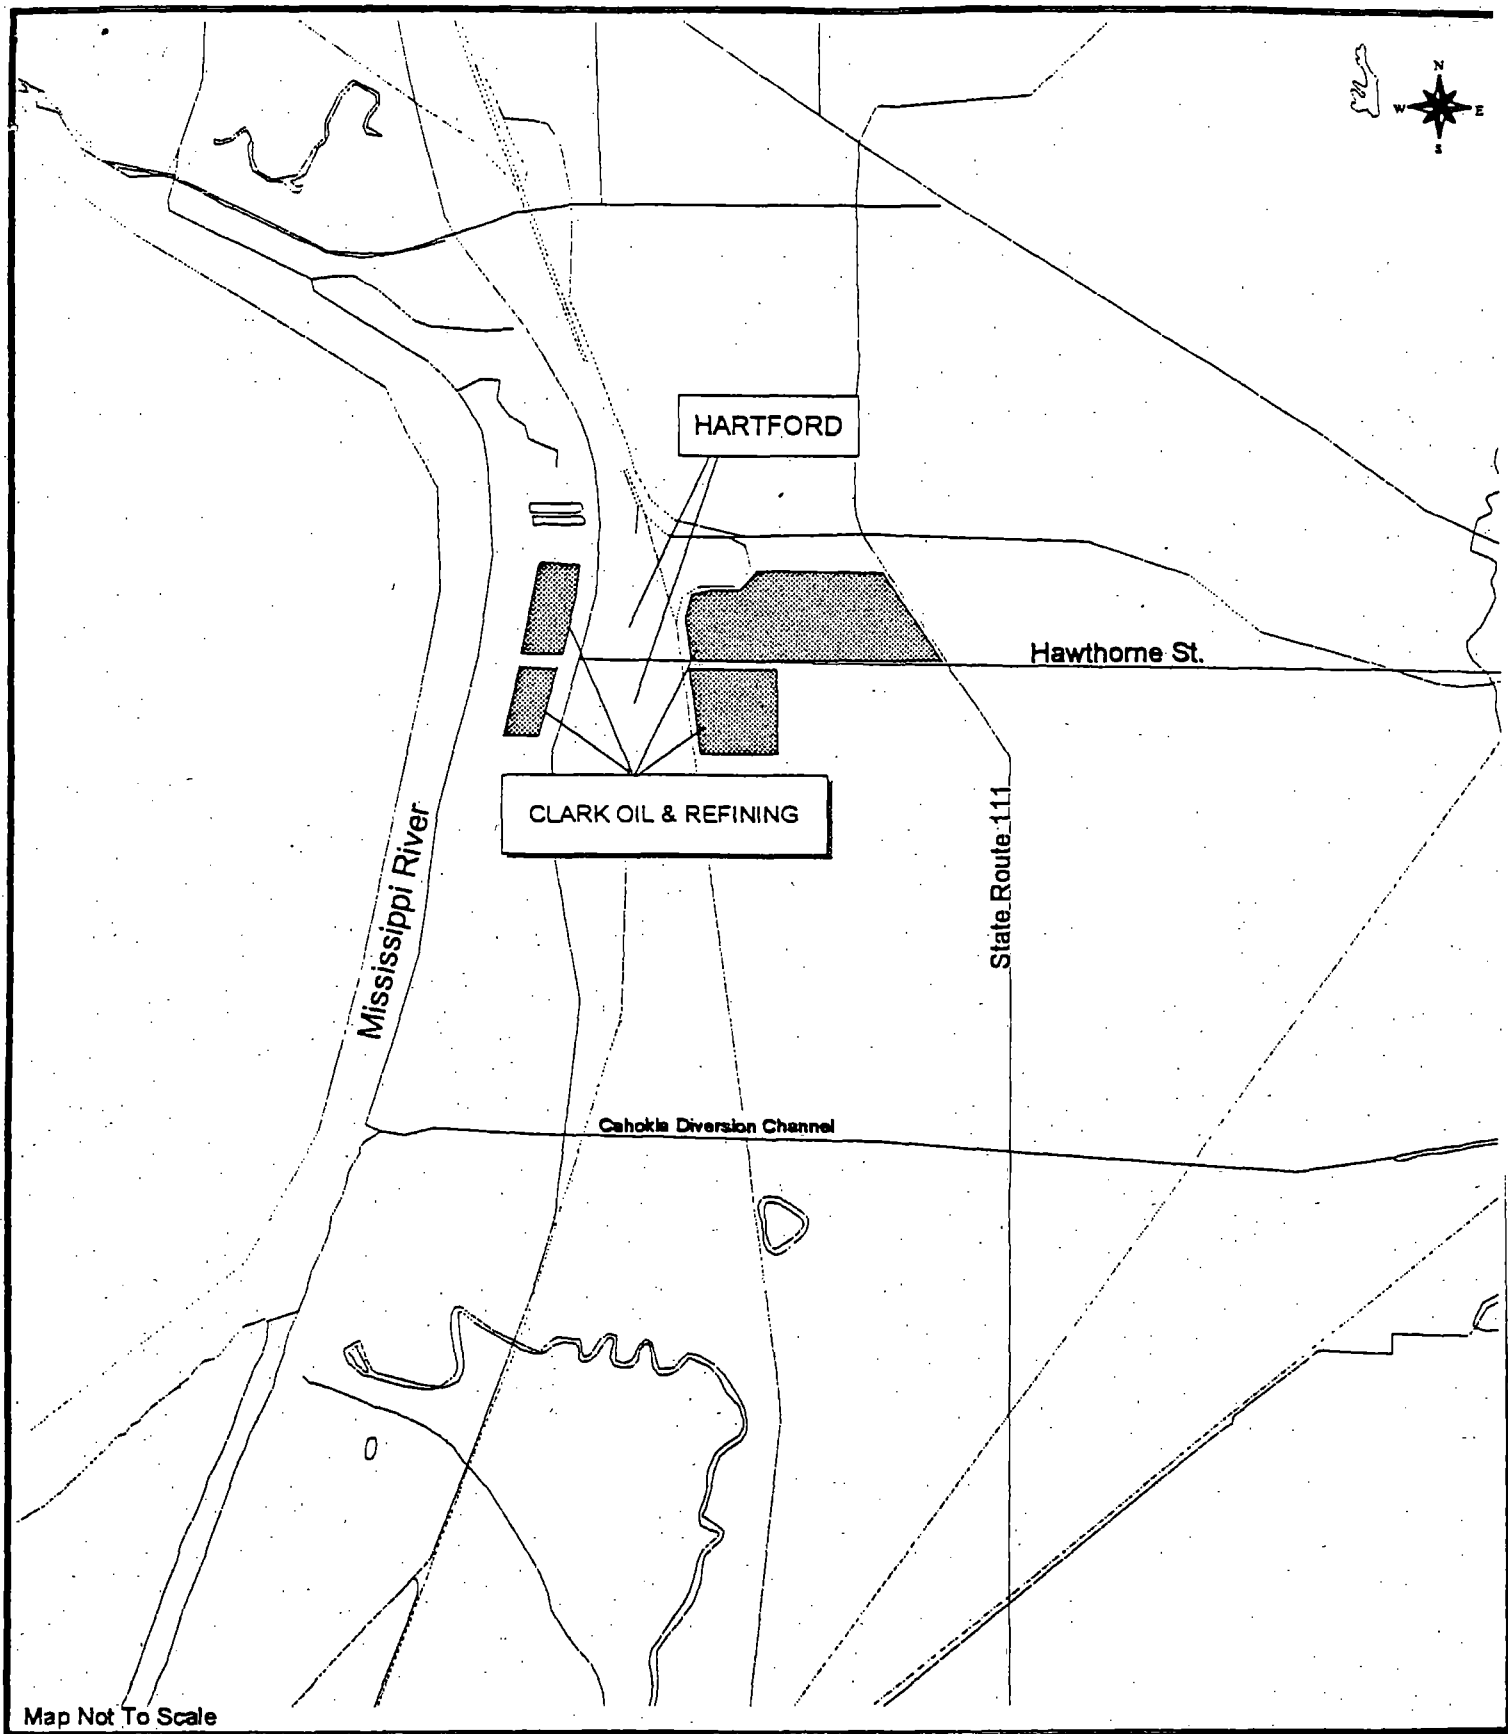 N
W E
S
HARTFORD
Hawthorne St.
CLARK OIL & REFINING
Mississippi River
State Route 111
Cahokia Diversion Channel
Map Not To Scale